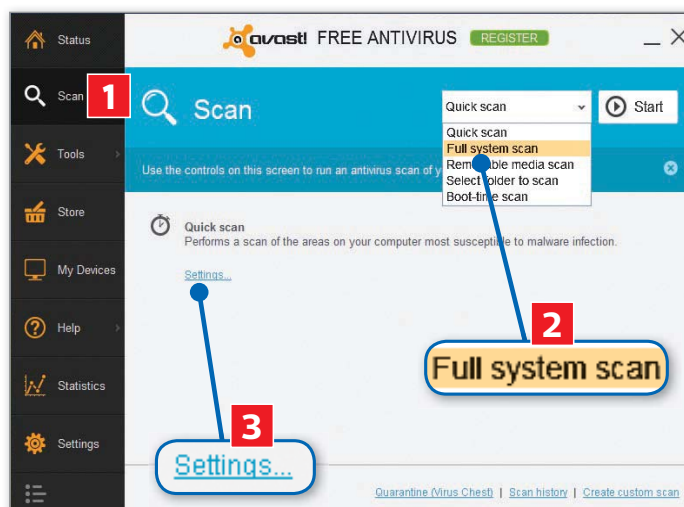 Status
avast! FREE ANTIVIRUS REGISTER
Scan
1
Scan
Quick scan
Start
Quick scan
Full system scan
Removable media scan
Select folder to scan
Boot-time scan
Tools
Use the controls on this screen to run an antivirus scan of
Store
Quick scan
Performs a scan of the areas on your computer most susceptible to malware infection.
Settings...
My Devices
Help
2
Full system scan
Statistics
3
Settings...
Settings
Quarantine (Virus Chest) | Scan history | Create custom scan